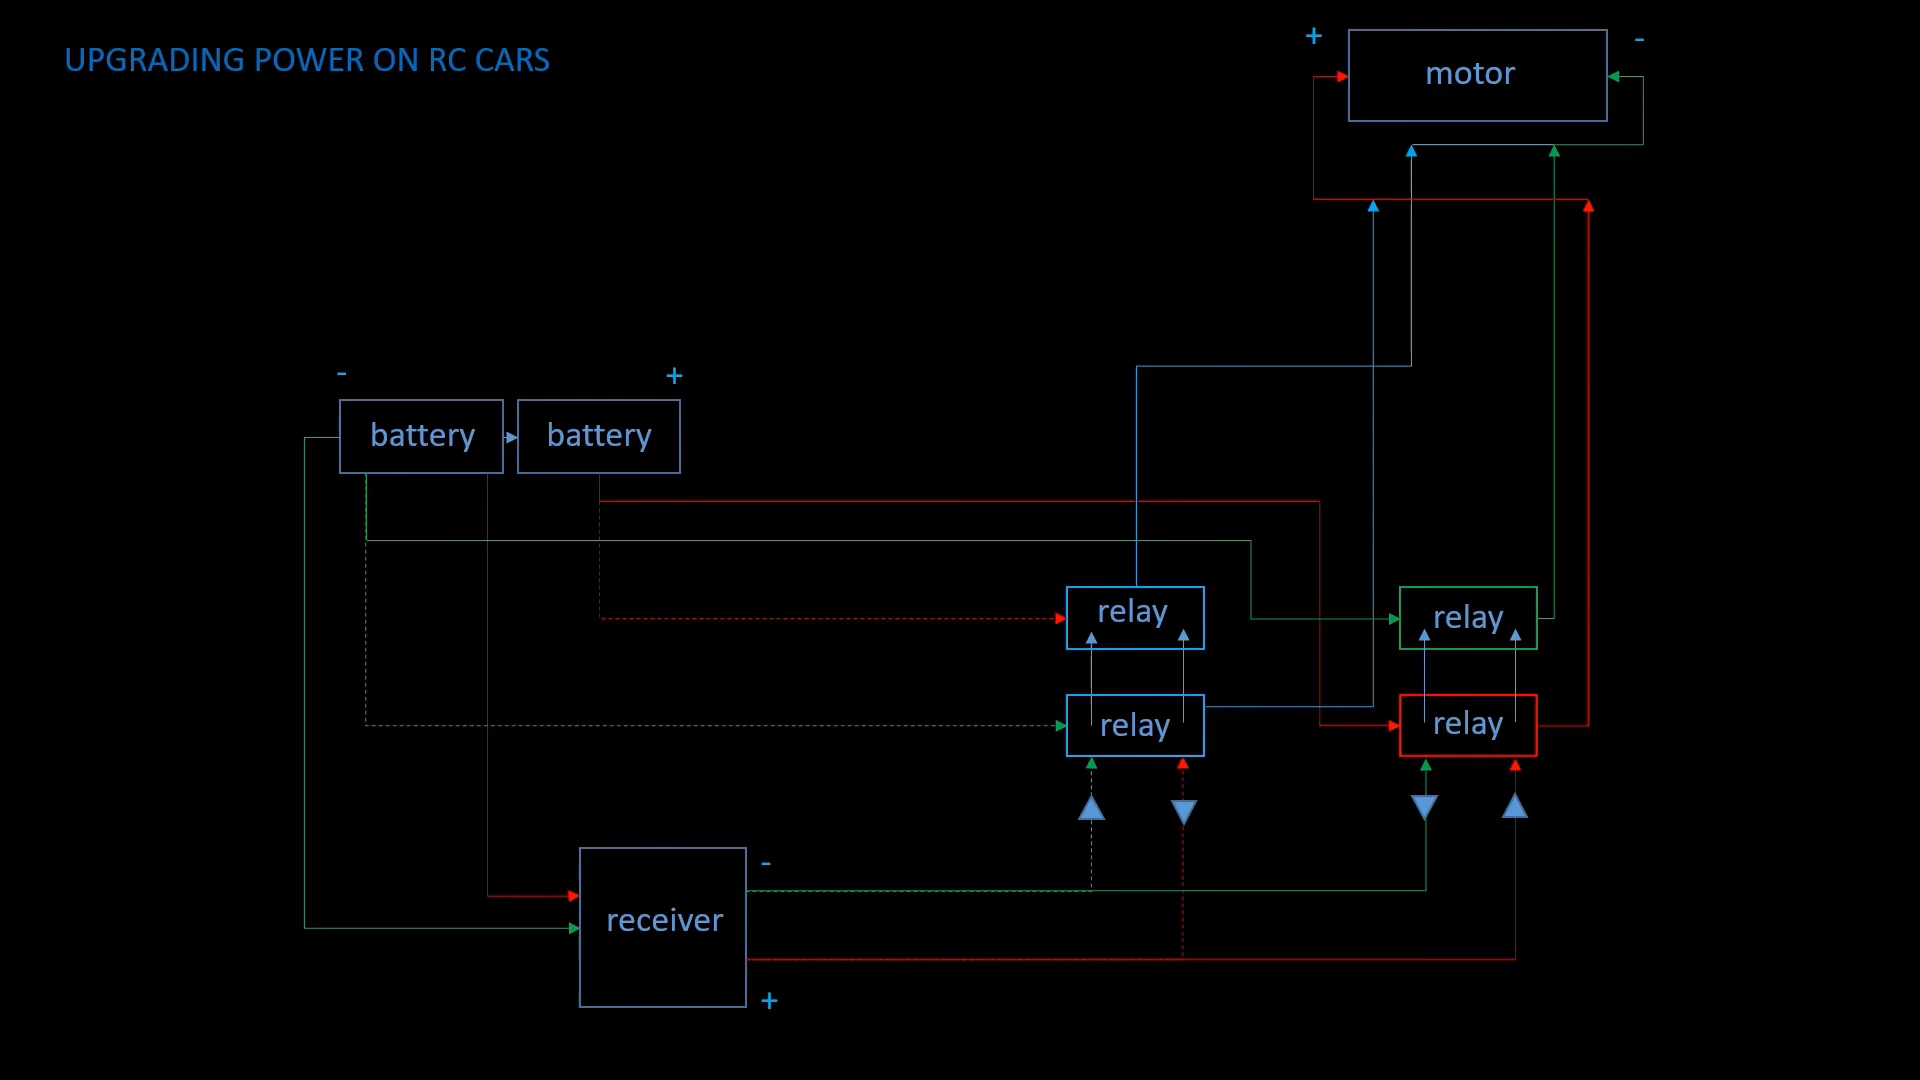 UPGRADING POWER ON RC CARS
+ -
motor
- +
battery battery
relay relay
relay relay
-
receiver
+